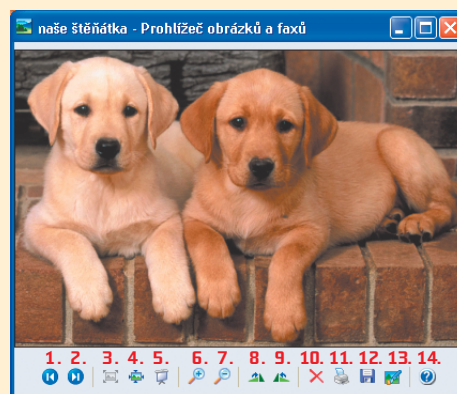 naše štěňátka - Prohlížeč obrázků a faxů
1. 2. 3. 4. 5. 6. 7. 8. 9. 10. 11. 12. 13. 14.